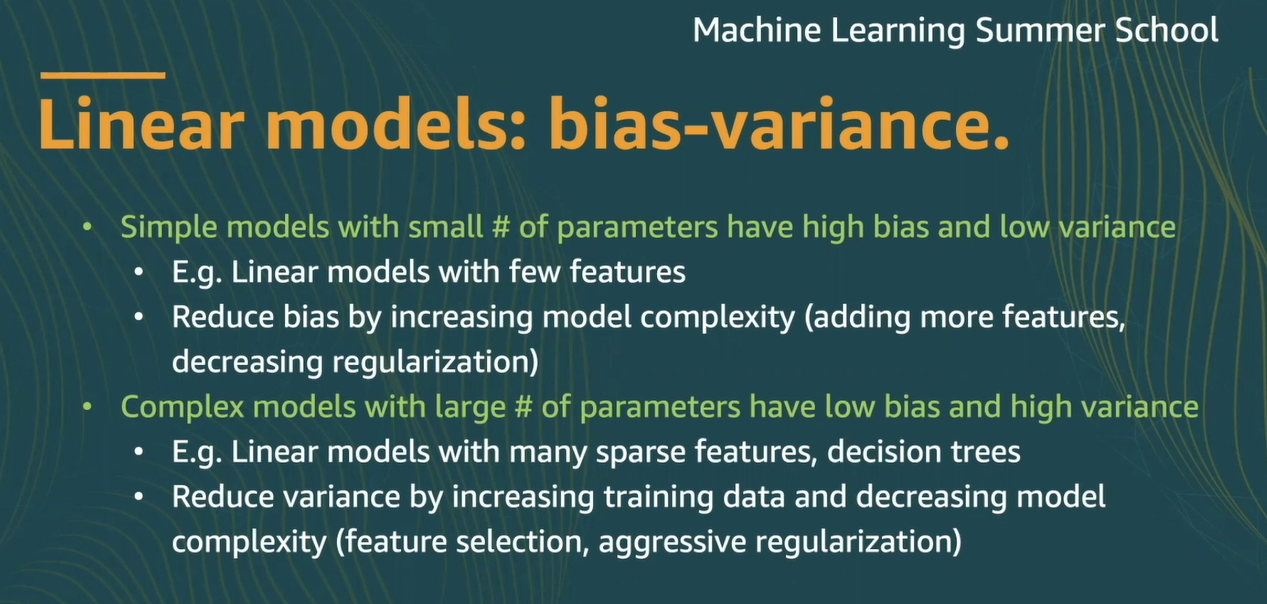 Machine Learning Summer School
Linear models: bias-variance.
• Simple models with small # of parameters have high bias and low variance
• E.g. Linear models with few features
• Reduce bias by increasing model complexity (adding more features,
decreasing regularization)
• Complex models with large # of parameters have low bias and high variance
• E.g. Linear models with many sparse features, decision trees
• Reduce variance by increasing training data and decreasing model
complexity (feature selection, aggressive regularization)